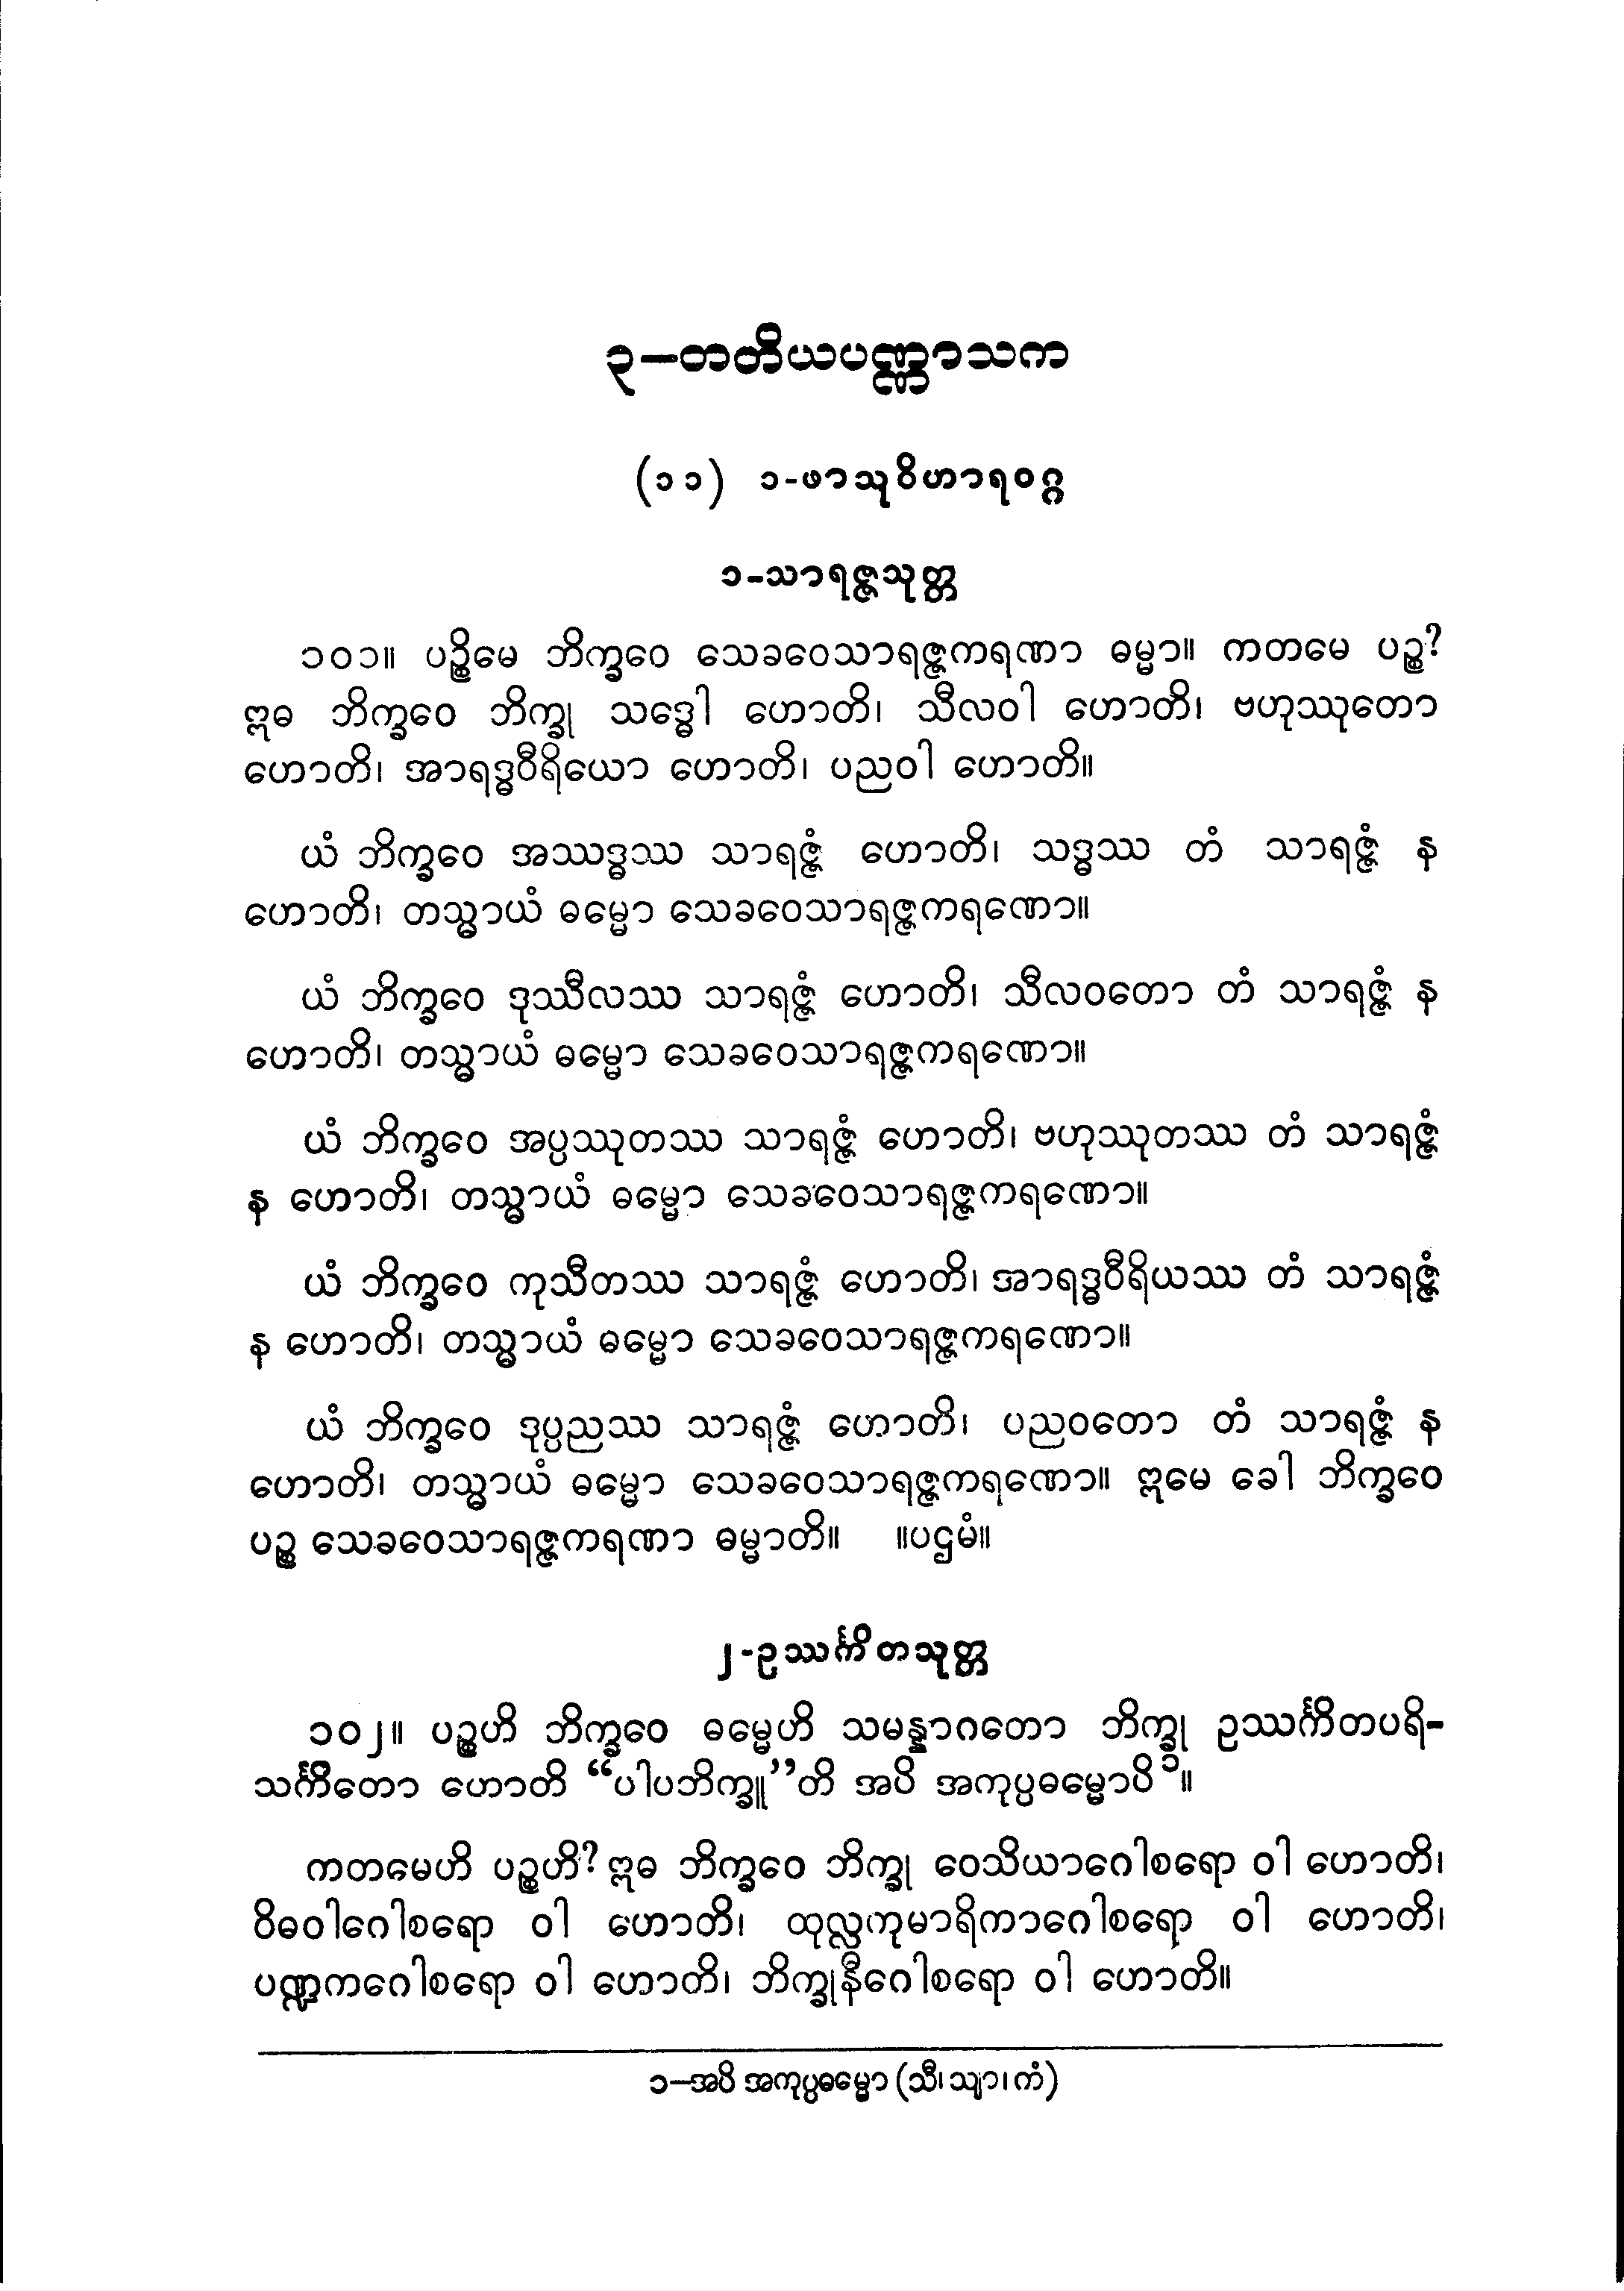 ၃—တတိယပဏ္ဏာသက
(၁၁) ၁-ဖာသုဝိဟာရဝဂ္ဂ
၁-သာရဇ္ဇသုတ္တ
၁၀၁။ ပဉ္စိမေ ဘိက္ခဝေ သေခဝေသာရဇ္ဇကရဏာ ဓမ္မာ။ ကတမေ ပဉ္စ?
ဣဓ ဘိက္ခဝေ ဘိက္ခု သဒ္ဓေါ ဟောတိ၊ သီလဝါ ဟောတိ၊ ဗဟုဿုတော
ဟောတိ၊ အာရဒ္ဓဝီရိယော ဟောတိ၊ ပညဝါ ဟောတိ။
ယံ ဘိက္ခဝေ အဿဒ္ဓဿ သာရဇ္ဇံ ဟောတိ၊ သဒ္ဓဿ တံ သာရဇ္ဇံ န
ဟောတိ၊ တသ္မာယံ ဓမ္မော သေခဝေသာရဇ္ဇကရဏော။
ယံ ဘိက္ခဝေ ဒုဿီလဿ သာရဇ္ဇံ ဟောတိ၊ သီလဝတော တံ သာရဇ္ဇံ န
ဟောတိ၊ တသ္မာယံ ဓမ္မော သေခဝေသာရဇ္ဇကရဏော။
ယံ ဘိက္ခဝေ အပ္ပဿုတဿ သာရဇ္ဇံ ဟောတိ၊ ဗဟုဿုတဿ တံ သာရဇ္ဇံ
န ဟောတိ၊ တသ္မာယံ ဓမ္မော သေခဝေသာရဇ္ဇကရဏော။
ယံ ဘိက္ခဝေ ကုသီတဿ သာရဇ္ဇံ ဟောတိ၊ အာရဒ္ဓဝီရိယဿ တံ သာရဇ္ဇံ
န ဟောတိ၊ တသ္မာယံ ဓမ္မော သေခဝေသာရဇ္ဇကရဏော။
ယံ ဘိက္ခဝေ ဒုပ္ပညဿ သာရဇ္ဇံ ဟောတိ၊ ပညဝတော တံ သာရဇ္ဇံ န
ဟောတိ၊ တသ္မာယံ ဓမ္မော သေခဝေသာရဇ္ဇကရဏော။ ဣမေ ခေါ ဘိက္ခဝေ
ပဉ္စ သေခဝေသာရဇ္ဇကရဏာ ဓမ္မာတိ။ ။ပဌမံ။
၂-ဥဿင်္ကိတသုတ္တ
၁၀၂။ ပဉ္စဟိ ဘိက္ခဝေ ဓမ္မေဟိ သမန္နာဂတော ဘိက္ခု ဥဿင်္ကိတပရိ-
သင်္ကိတော ဟောတိ “ပါပဘိက္ခူ”တိ အပိ အကုပ္ပဓမ္မောပိ ၁။
ကတမေဟိ ပဉ္စဟိ? ဣဓ ဘိက္ခဝေ ဘိက္ခု ဝေသိယာဂေါစရော ဝါ ဟောတိ၊
ဝိဓဝါဂေါစရော ဝါ ဟောတိ၊ ထုလ္လကုမာရိကာဂေါစရော ဝါ ဟောတိ၊
ပဏ္ဍကဂေါစရော ဝါ ဟောတိ၊ ဘိက္ခုနီဂေါစရော ဝါ ဟောတိ။
၁—အပိ အကုပ္ပဓမ္မော (သီ၊ သျာ၊ ကံ)